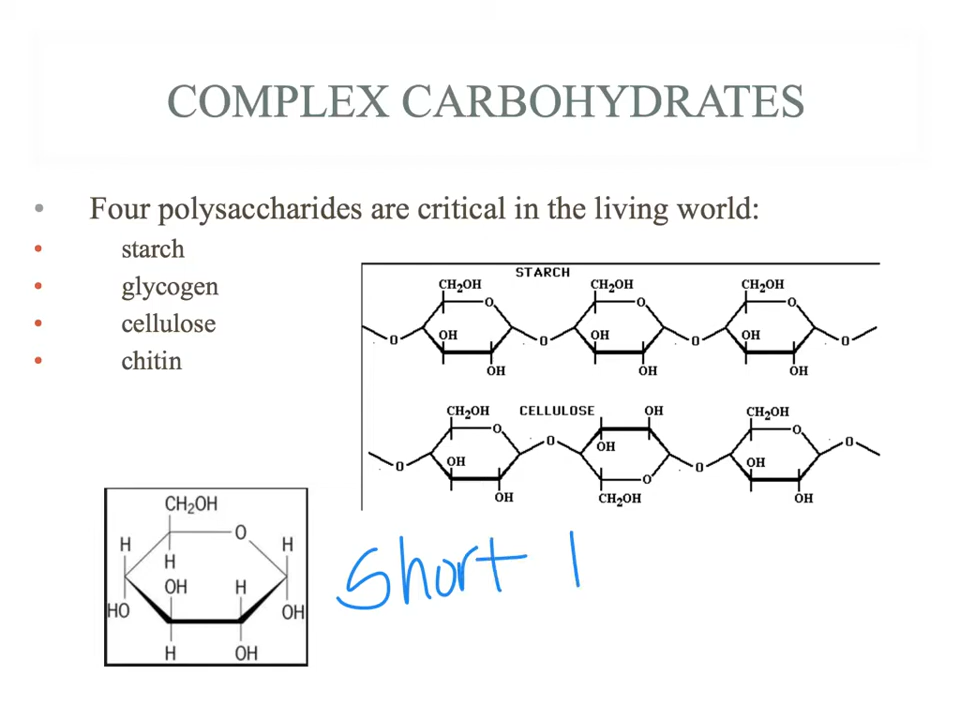 COMPLEX CARBOHYDRATES
• Four polysaccharides are critical in the living world:
• starch
• glycogen
• cellulose
• chitin
STARCH
CH₂OH CH₂OH CH₂OH
O O O
OH OH OH
O O O O
OH OH OH
CH₂OH CELLULOSE OH CH₂OH
O O O O
OH OH OH
O O O
OH CH₂OH OH
CH₂OH
O
H H
H
OH H
HO OH
H OH
Short